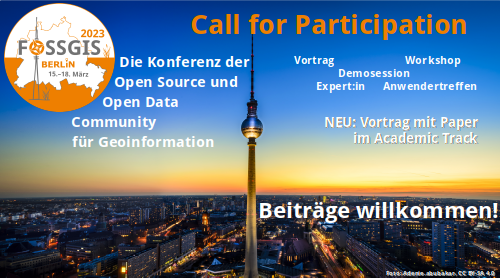 Call for Participation
2023
FOSSGIS
BERLIN
15.–18. März
Die Konferenz der
Open Source und
Open Data
Community
für Geoinformation
Vortrag Workshop
Demosession
Expert:in Anwendertreffen
NEU: Vortrag mit Paper
im Academic Track
Beiträge willkommen!